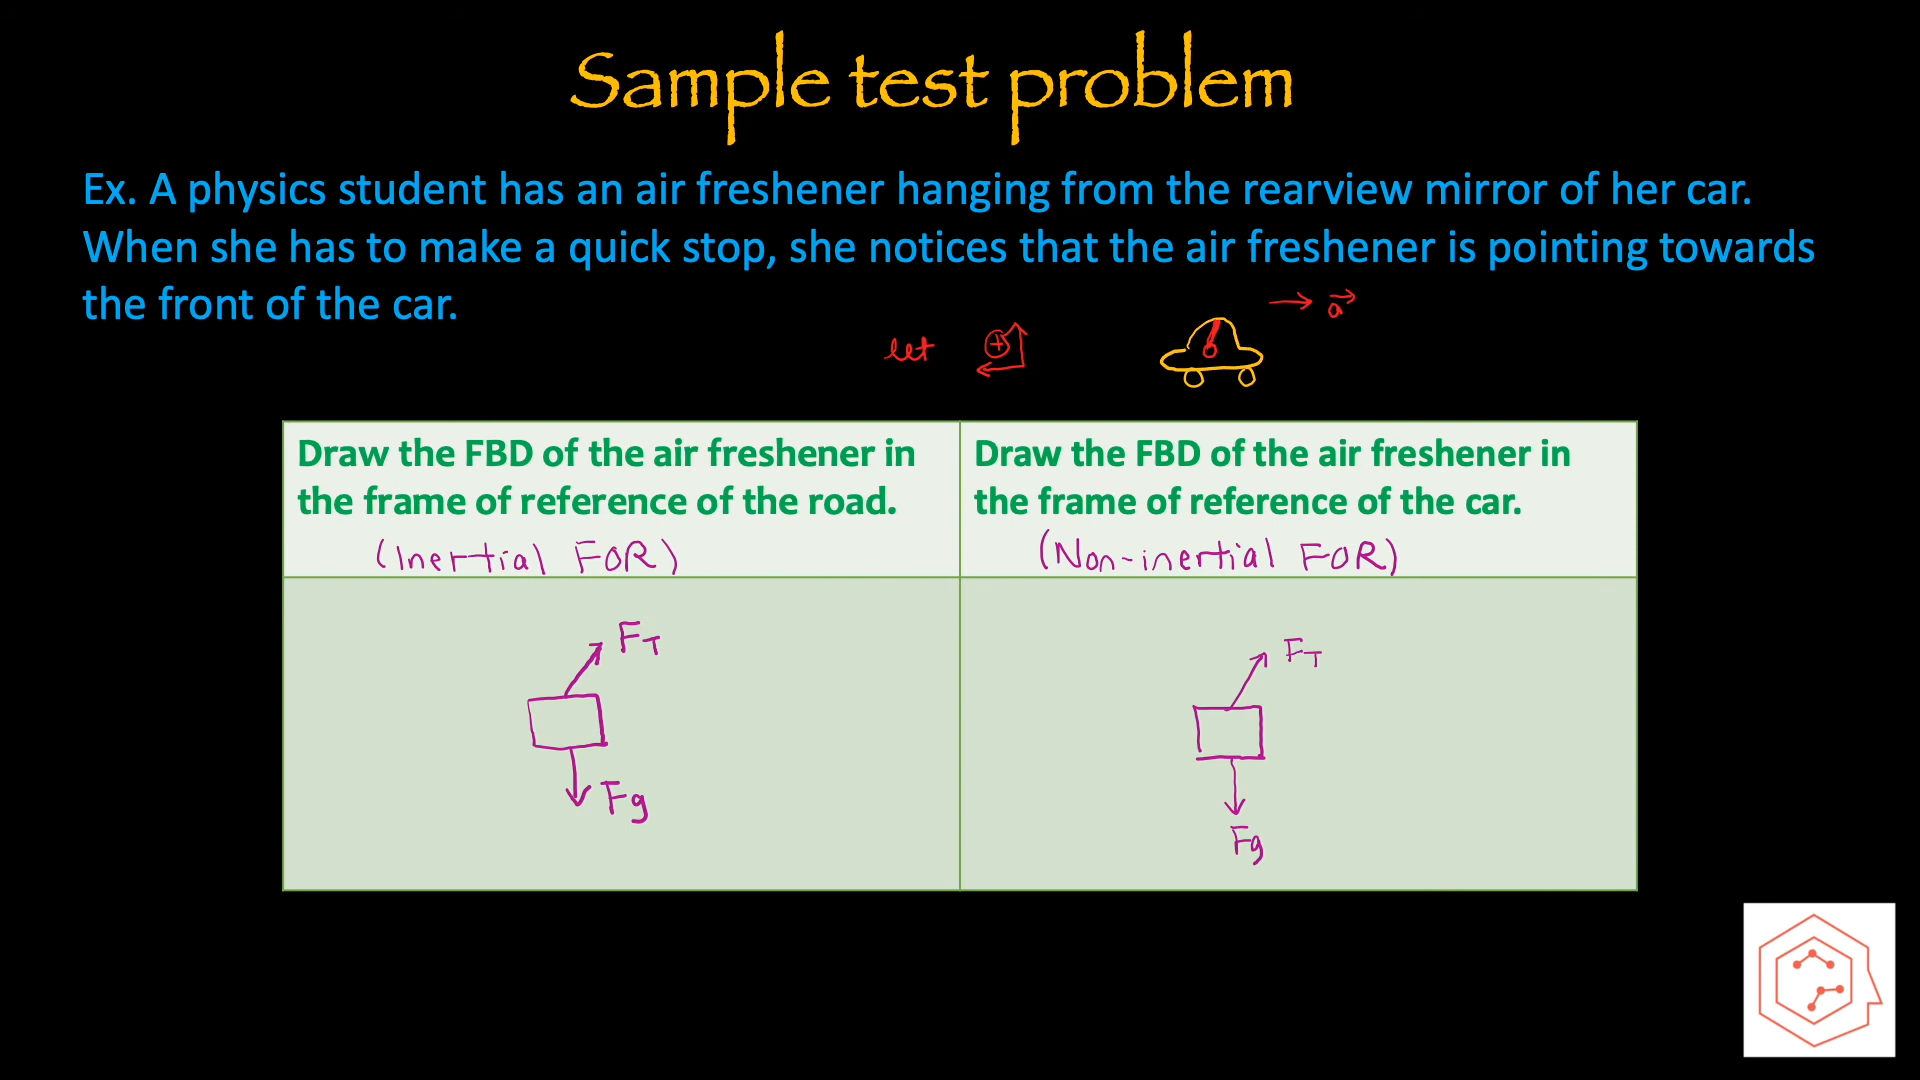 Sample test problem
Ex. A physics student has an air freshener hanging from the rearview mirror of her car.
When she has to make a quick stop, she notices that the air freshener is pointing towards
the front of the car.
let + a
Draw the FBD of the air freshener in
the frame of reference of the road.
(Inertial FOR)
Draw the FBD of the air freshener in
the frame of reference of the car.
(Non-inertial FOR)
FT
Fg
FT
Fg